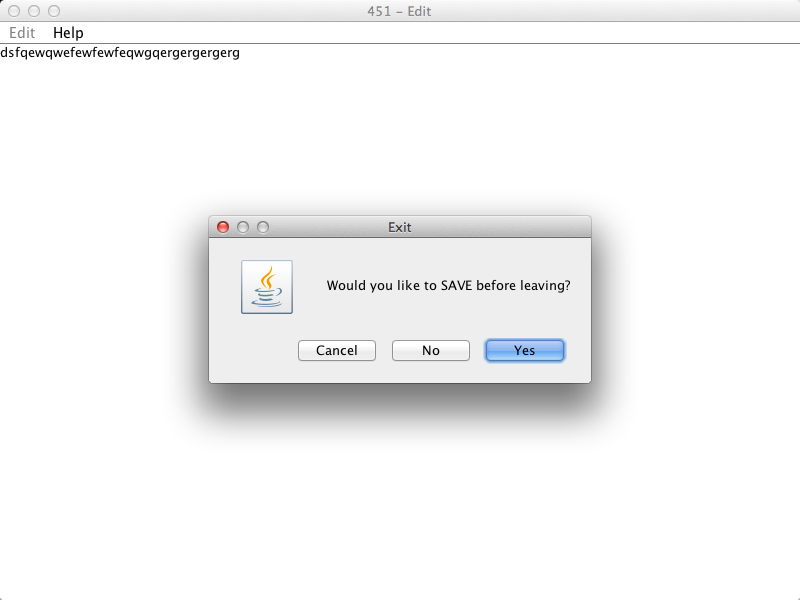 451 – Edit
Edit Help
dsfqewqwefewfewfeqwgqergergergerg
Exit
Would you like to SAVE before leaving?
Cancel No Yes